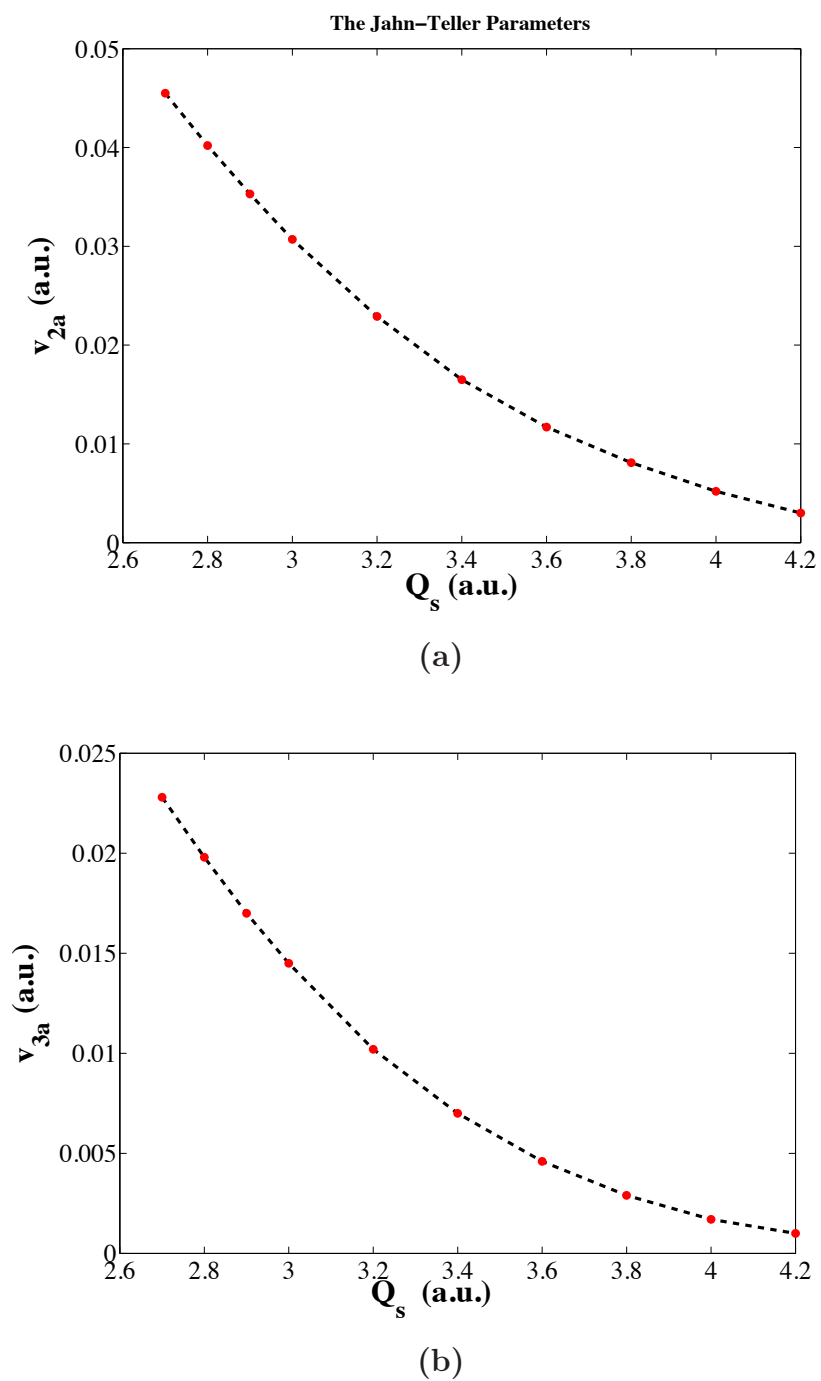 The Jahn−Teller Parameters
0.05
0.04
0.03
0.02
0.01
0
v2a (a.u.)
2.6 2.8 3 3.2 3.4 3.6 3.8 4 4.2
Qs (a.u.)
(a)
0.025
0.02
0.015
0.01
0.005
0
v3a (a.u.)
2.6 2.8 3 3.2 3.4 3.6 3.8 4 4.2
Qs (a.u.)
(b)